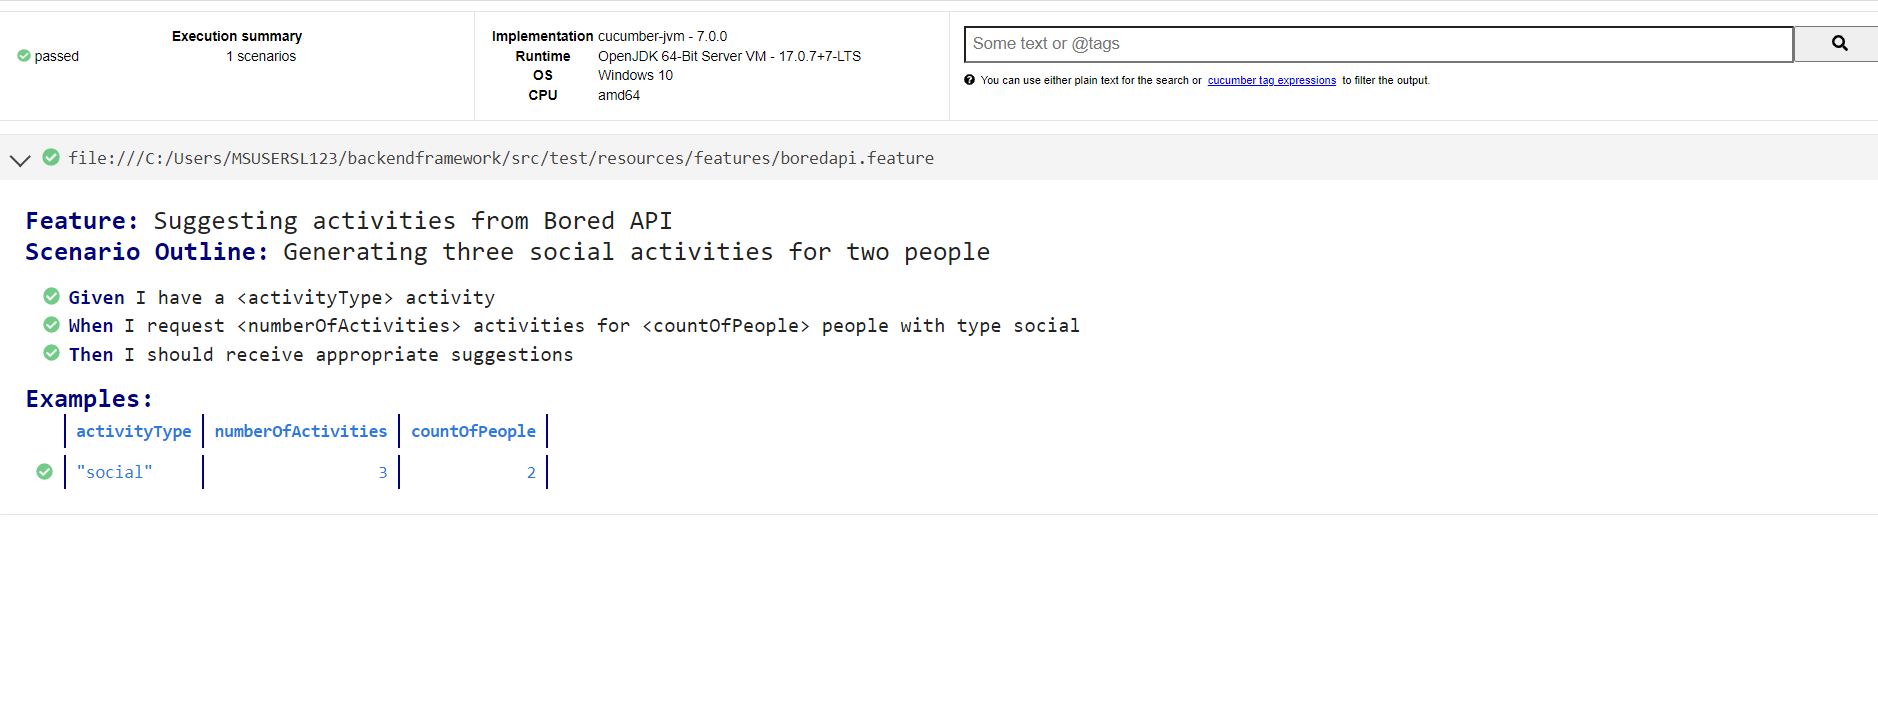 passed
Execution summary
1 scenarios
Implementation cucumber-jvm - 7.0.0
Runtime OpenJDK 64-Bit Server VM - 17.0.7+7-LTS
OS Windows 10
CPU amd64
Some text or @tags
You can use either plain text for the search or cucumber tag expressions to filter the output.
file:///C:/Users/MSUSERSL123/backendframework/src/test/resources/features/boredapi.feature
Feature: Suggesting activities from Bored API
Scenario Outline: Generating three social activities for two people
Given I have a <activityType> activity
When I request <numberOfActivities> activities for <countOfPeople> people with type social
Then I should receive appropriate suggestions
Examples:
activityType numberOfActivities countOfPeople
"social" 3 2